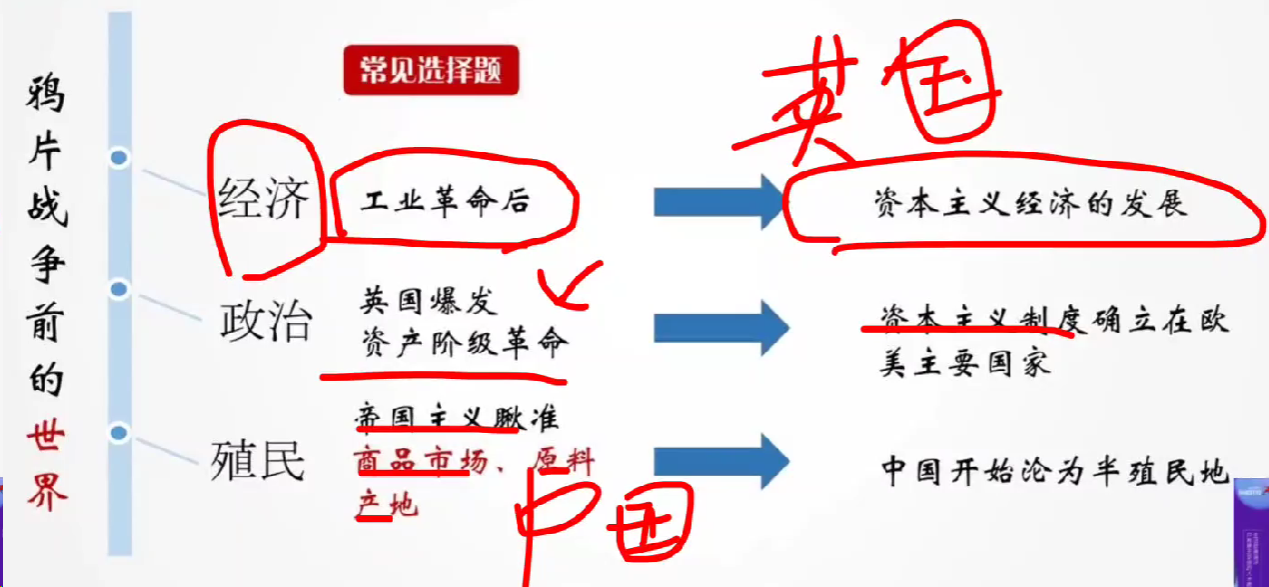 鸦片战争前的世界
常见选择题
英国
经济
工业革命后
资本主义经济的发展
政治
英国爆发
资产阶级革命
资本主义制度确立在欧
美主要国家
殖民
帝国主义瞅准
商品市场、原料
产地
中国开始沦为半殖民地
中国